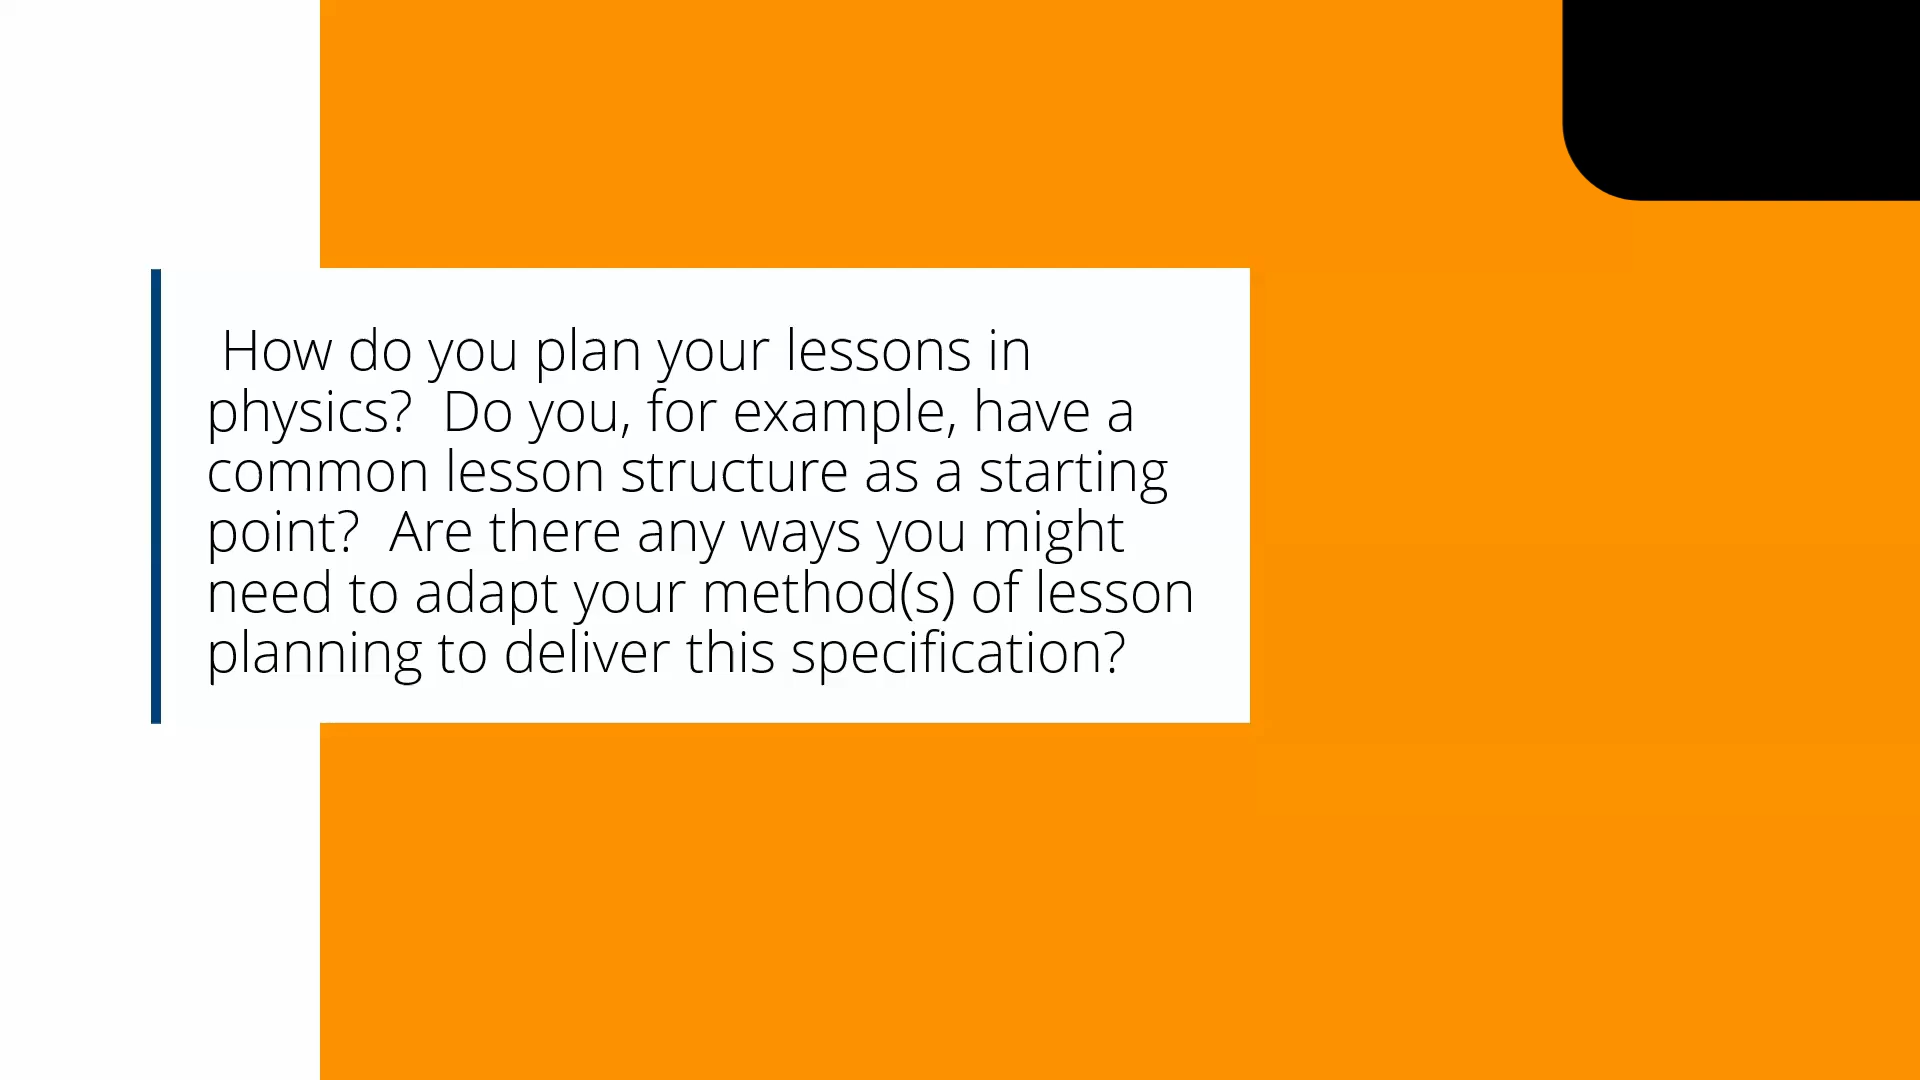 How do you plan your lessons in
physics?  Do you, for example, have a
common lesson structure as a starting
point?  Are there any ways you might
need to adapt your method(s) of lesson
planning to deliver this specification?